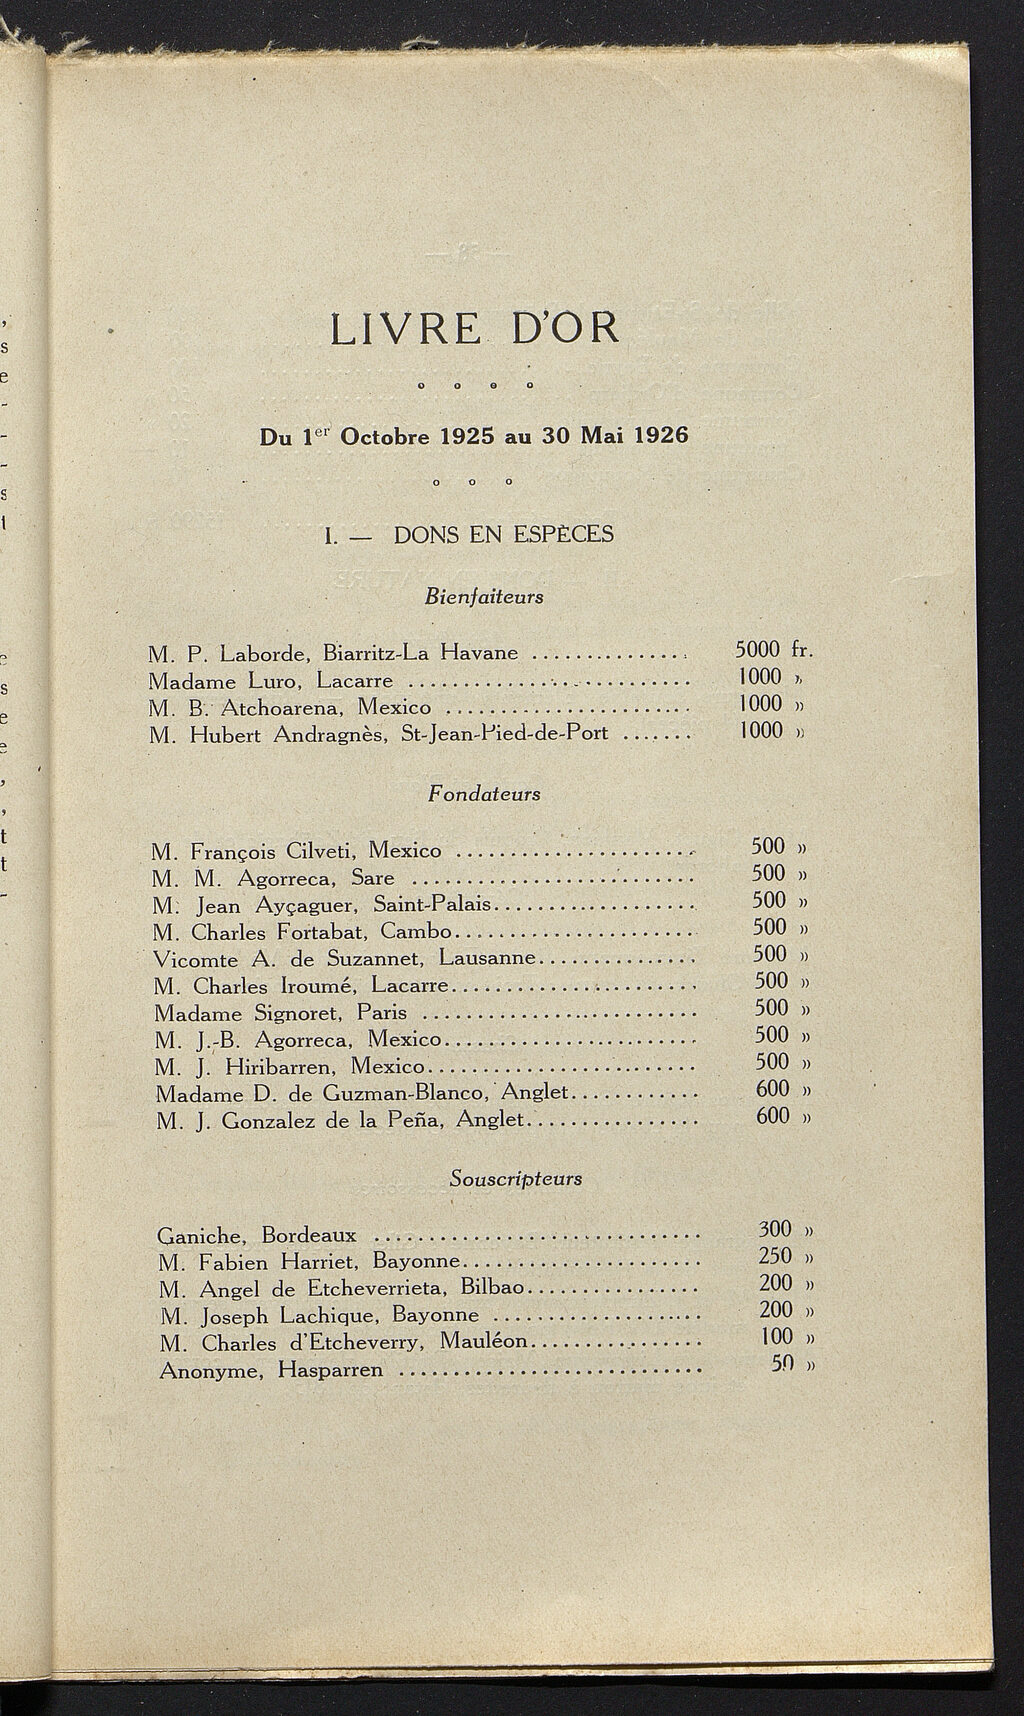 LIVRE D'OR
Du 1er Octobre 1925 au 30 Mai 1926
I. — DONS EN ESPÈCES
Bienfaiteurs
M. P. Laborde, Biarritz-La Havane ............... 5000 fr.
Madame Luro, Lacarre .......................... 1000 »
M. B. Atchoarena, Mexico ....................... 1000 »
M. Hubert Andragnès, St-Jean-Pied-de-Port ....... 1000 »
Fondateurs
M. François Cilveti, Mexico ...................... 500 »
M. M. Agorreca, Sare .......................... 500 »
M. Jean Ayçaguer, Saint-Palais................... 500 »
M. Charles Fortabat, Cambo...................... 500 »
Vicomte A. de Suzannet, Lausanne............... 500 »
M. Charles Iroumé, Lacarre....................... 500 »
Madame Signoret, Paris .......................... 500 »
M. J.-B. Agorreca, Mexico....................... 500 »
M. J. Hiribarren, Mexico......................... 500 »
Madame D. de Guzman-Blanco, Anglet............ 600 »
M. J. Gonzalez de la Peña, Anglet................ 600 »
Souscripteurs
Ganiche, Bordeaux .............................. 300 »
M. Fabien Harriet, Bayonne...................... 250 »
M. Angel de Etcheverrieta, Bilbao................ 200 »
M. Joseph Lachique, Bayonne .................... 200 »
M. Charles d'Etcheverry, Mauléon................ 100 »
Anonyme, Hasparren ............................ 50 »